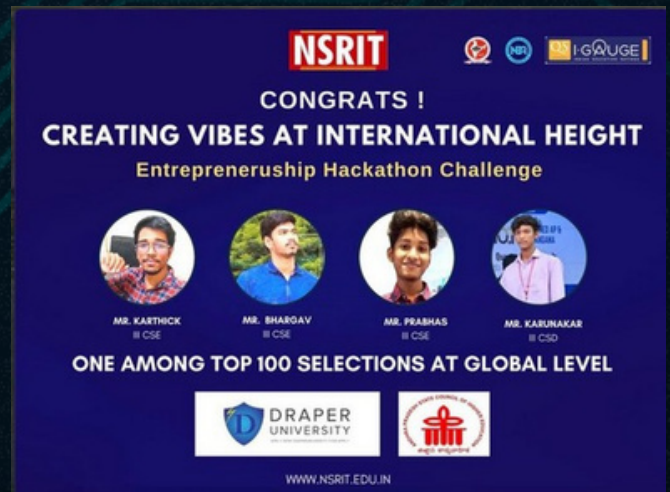 NSRIT
QS I·GAUGE
CONGRATS !
CREATING VIBES AT INTERNATIONAL HEIGHT
Entrepreneruship Hackathon Challenge
MR. KARTHICK
III CSE
MR. BHARGAV
III CSE
MR. PRABHAS
III CSE
MR. KARUNAKAR
III CSD
ONE AMONG TOP 100 SELECTIONS AT GLOBAL LEVEL
DRAPER
UNIVERSITY
WWW.NSRIT.EDU.IN